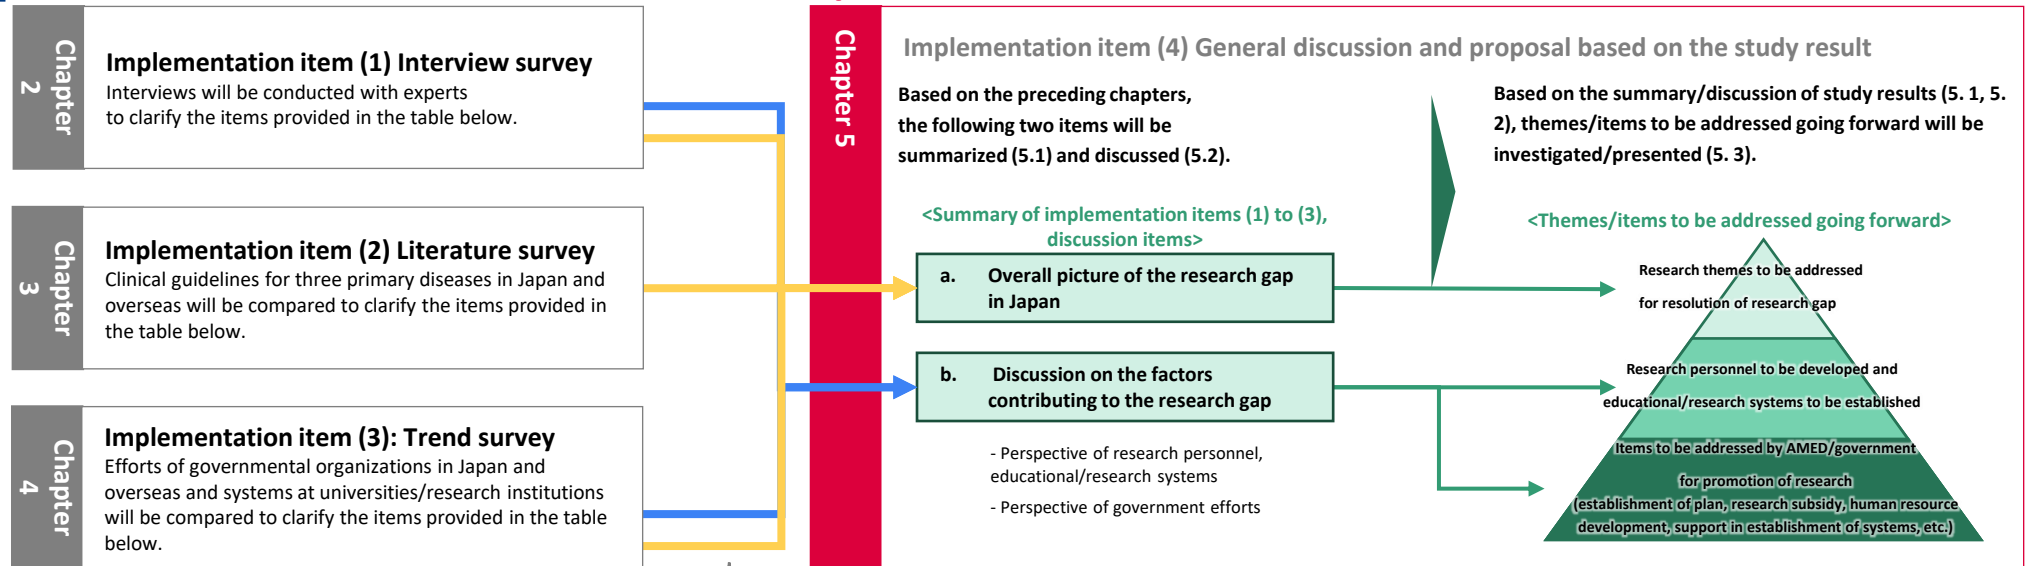 Chapter
2
Implementation item (1) Interview survey
Interviews will be conducted with experts
to clarify the items provided in the table below.
Chapter
3
Implementation item (2) Literature survey
Clinical guidelines for three primary diseases in Japan and
overseas will be compared to clarify the items provided in
the table below.
Chapter
4
Implementation item (3): Trend survey
Efforts of governmental organizations in Japan and
overseas and systems at universities/research institutions
will be compared to clarify the items provided in the table
below.
Chapter 5
Implementation item (4) General discussion and proposal based on the study result
Based on the preceding chapters,
the following two items will be
summarized (5.1) and discussed (5.2).
<Summary of implementation items (1) to (3),
discussion items>
a. Overall picture of the research gap
in Japan
b. Discussion on the factors
contributing to the research gap
- Perspective of research personnel,
educational/research systems
- Perspective of government efforts
Based on the summary/discussion of study results (5. 1, 5.
2), themes/items to be addressed going forward will be
investigated/presented (5. 3).
<Themes/items to be addressed going forward>
Research themes to be addressed
for resolution of research gap
Research personnel to be developed and
educational/research systems to be established
Items to be addressed by AMED/government
for promotion of research
(establishment of plan, research subsidy, human resource
development, support in establishment of systems, etc.)